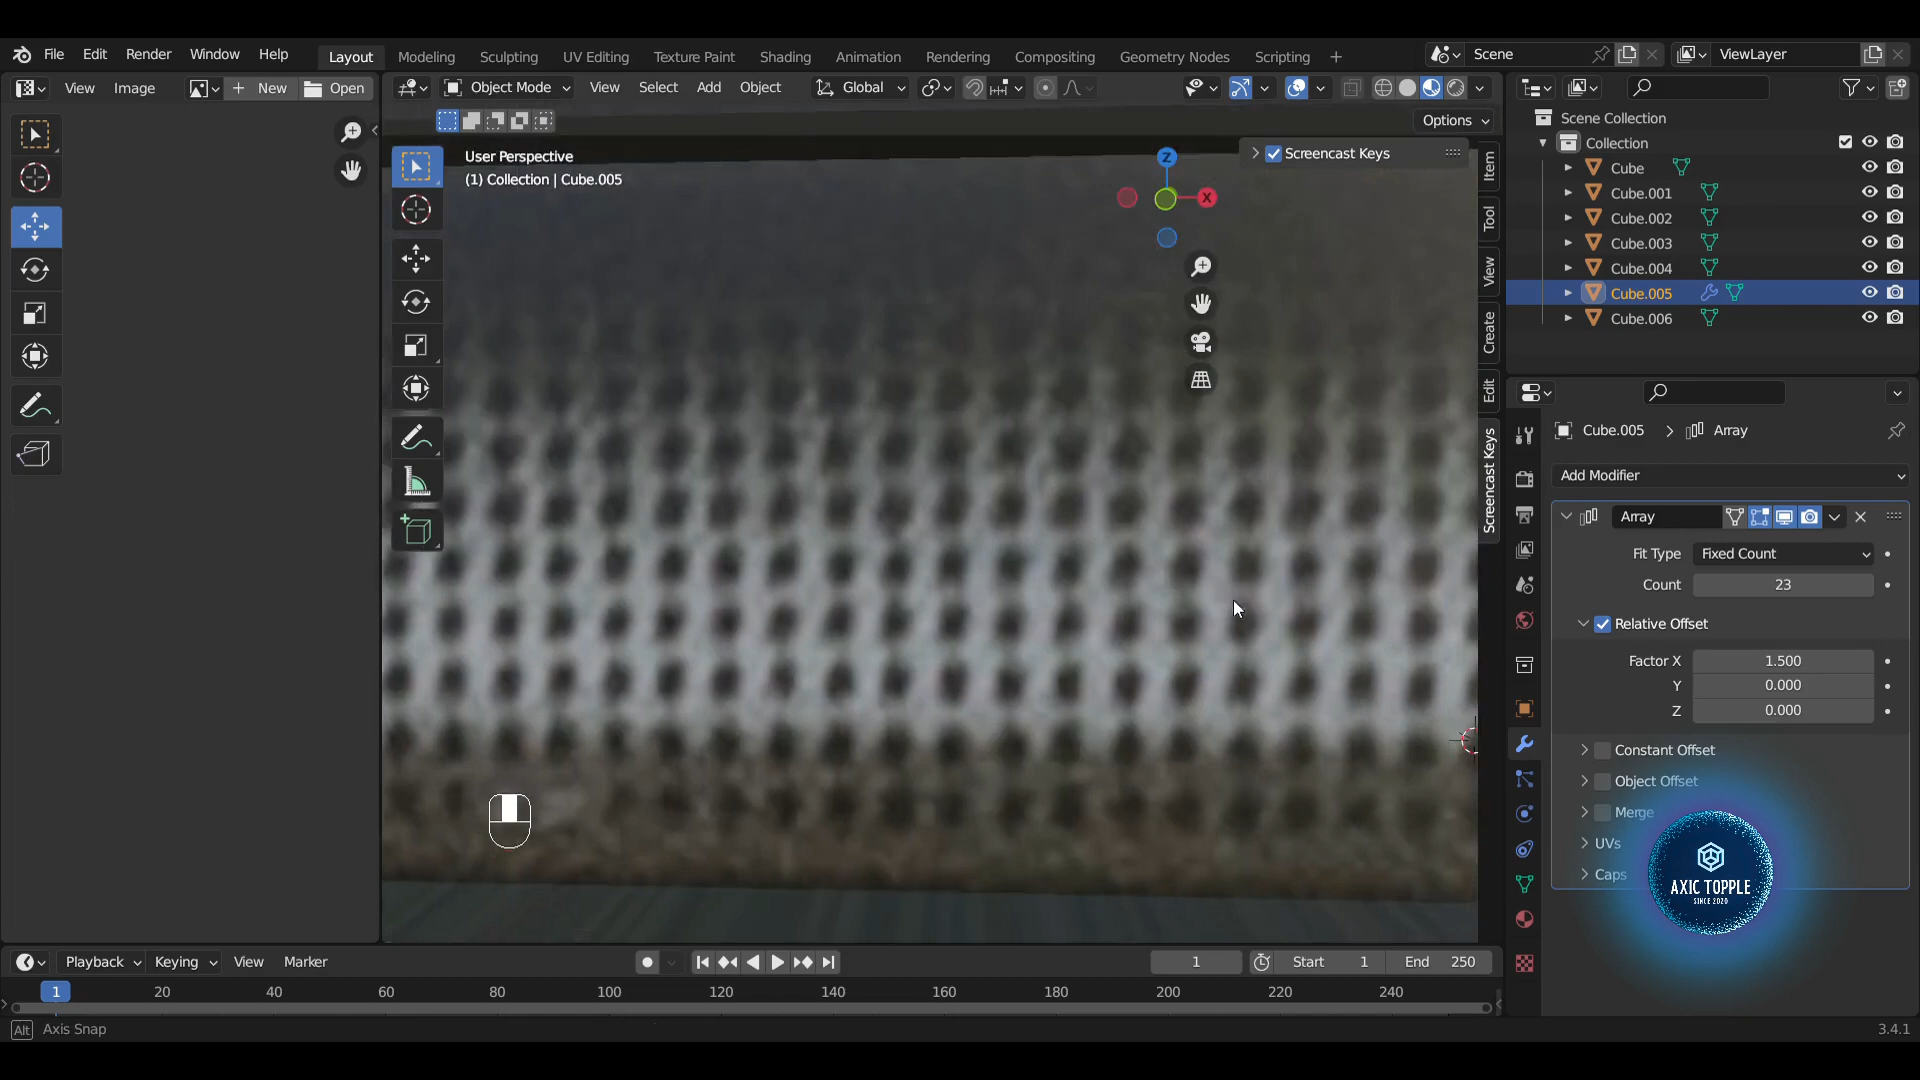 File Edit Render Window Help Layout Modeling Sculpting UV Editing Texture Paint Shading Animation Rendering Compositing Geometry Nodes Scripting + Scene ViewLayer
View Image New Open Object Mode View Select Add Object Global
Options
User Perspective
(1) Collection | Cube.005
Z
X
Screencast Keys
Item
Tool
View
Create
Edit
Screencast Keys
Scene Collection
Collection
Cube
Cube.001
Cube.002
Cube.003
Cube.004
Cube.005
Cube.006
Cube.005 > Array
Add Modifier
Array
Fit Type Fixed Count
Count 23
Relative Offset
Factor X 1.500
Y 0.000
Z 0.000
Constant Offset
Object Offset
Merge
UVs
Caps
AXIC TOPPLE
SINCE 2020
Playback Keying View Marker 1 Start 1 End 250
1 20 40 60 80 100 120 140 160 180 200 220 240
Alt Axis Snap 3.4.1